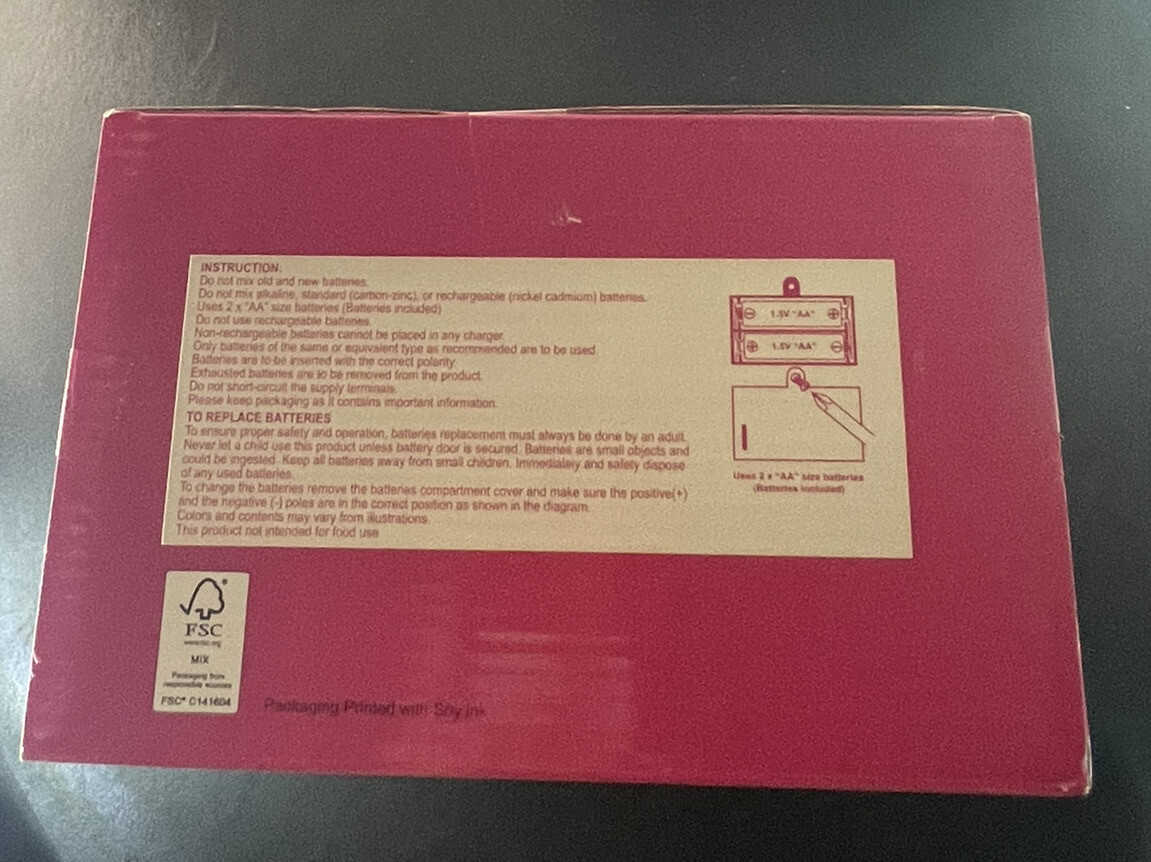 INSTRUCTION:
Do not mix old and new batteries.
Do not mix alkaline, standard (carbon-zinc), or rechargeable (nickel cadmium) batteries.
Uses 2 x "AA" size batteries (Batteries included)
Do not use rechargeable batteries.
Non-rechargeable batteries cannot be placed in any charger.
Only batteries of the same or equivalent type as recommended are to be used.
Batteries are to be inserted with the correct polarity.
Exhausted batteries are to be removed from the product.
Do not short-circuit the supply terminals.
Please keep packaging as it contains important information.
TO REPLACE BATTERIES
To ensure proper safety and operation, batteries replacement must always be done by an adult.
Never let a child use this product unless battery door is secured. Batteries are small objects and
could be ingested. Keep all batteries away from small children. Immediately and safely dispose
of any used batteries.
To change the batteries remove the batteries compartment cover and make sure the positive(+)
and the negative (-) poles are in the correct position as shown in the diagram.
Colors and contents may vary from illustrations.
This product not intended for food use
1.5V "AA"
1.5V "AA"
Uses 2 x "AA" size batteries
(Batteries included)
FSC
www.fsc.org
MIX
Packaging from
responsible sources
FSC® C141604
Packaging Printed with Soy Ink